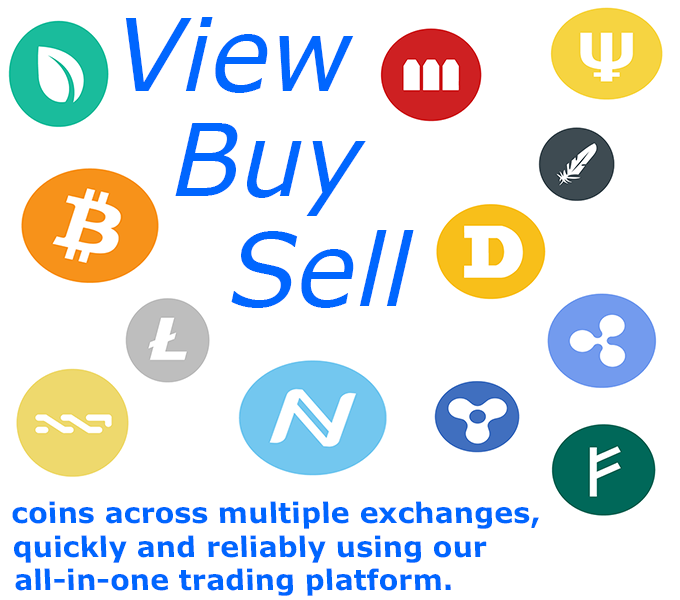 View
Buy
Sell
coins across multiple exchanges,
quickly and reliably using our
all-in-one trading platform.